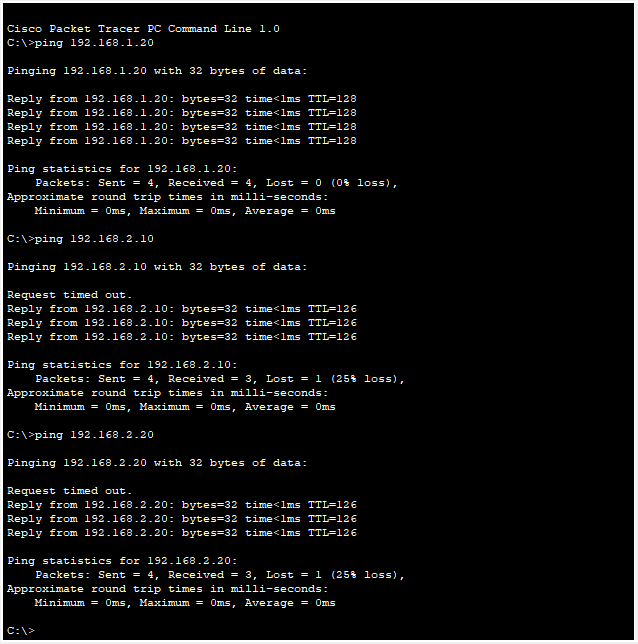 Cisco Packet Tracer PC Command Line 1.0
C:\>ping 192.168.1.20
Pinging 192.168.1.20 with 32 bytes of data:
Reply from 192.168.1.20: bytes=32 time<1ms TTL=128
Reply from 192.168.1.20: bytes=32 time<1ms TTL=128
Reply from 192.168.1.20: bytes=32 time<1ms TTL=128
Reply from 192.168.1.20: bytes=32 time<1ms TTL=128
Ping statistics for 192.168.1.20:
    Packets: Sent = 4, Received = 4, Lost = 0 (0% loss),
Approximate round trip times in milli-seconds:
    Minimum = 0ms, Maximum = 0ms, Average = 0ms
C:\>ping 192.168.2.10
Pinging 192.168.2.10 with 32 bytes of data:
Request timed out.
Reply from 192.168.2.10: bytes=32 time<1ms TTL=126
Reply from 192.168.2.10: bytes=32 time<1ms TTL=126
Reply from 192.168.2.10: bytes=32 time<1ms TTL=126
Ping statistics for 192.168.2.10:
    Packets: Sent = 4, Received = 3, Lost = 1 (25% loss),
Approximate round trip times in milli-seconds:
    Minimum = 0ms, Maximum = 0ms, Average = 0ms
C:\>ping 192.168.2.20
Pinging 192.168.2.20 with 32 bytes of data:
Request timed out.
Reply from 192.168.2.20: bytes=32 time<1ms TTL=126
Reply from 192.168.2.20: bytes=32 time<1ms TTL=126
Reply from 192.168.2.20: bytes=32 time<1ms TTL=126
Ping statistics for 192.168.2.20:
    Packets: Sent = 4, Received = 3, Lost = 1 (25% loss),
Approximate round trip times in milli-seconds:
    Minimum = 0ms, Maximum = 0ms, Average = 0ms
C:\>